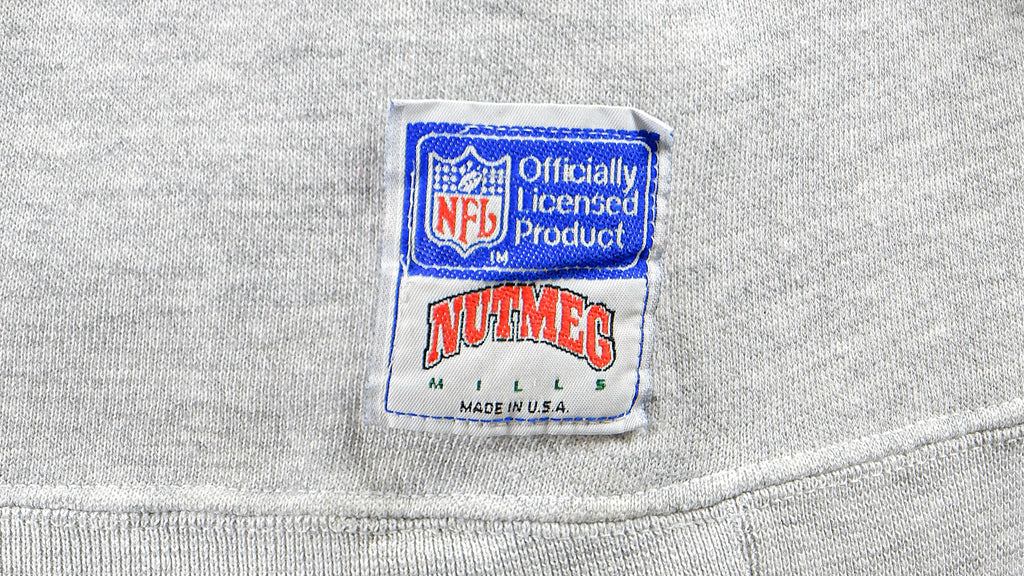 NFL
Officially
Licensed
Product
TM
NUTMEG
MILLS
MADE IN U.S.A.